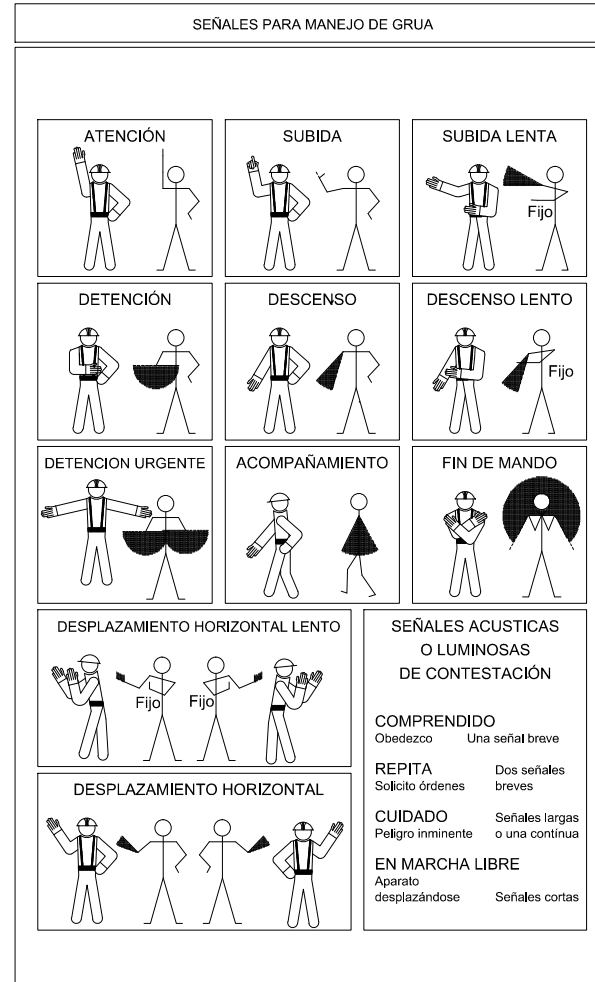 SEÑALES PARA MANEJO DE GRUA
ATENCIÓN
SUBIDA
SUBIDA LENTA
Fijo
DETENCIÓN
DESCENSO
DESCENSO LENTO
Fijo
DETENCION URGENTE
ACOMPAÑAMIENTO
FIN DE MANDO
DESPLAZAMIENTO HORIZONTAL LENTO
Fijo Fijo
DESPLAZAMIENTO HORIZONTAL
SEÑALES ACUSTICAS
O LUMINOSAS
DE CONTESTACIÓN
COMPRENDIDO
Obedezco Una señal breve
REPITA Dos señales
Solicito órdenes breves
CUIDADO Señales largas
Peligro inminente o una contínua
EN MARCHA LIBRE
Aparato
desplazándose Señales cortas